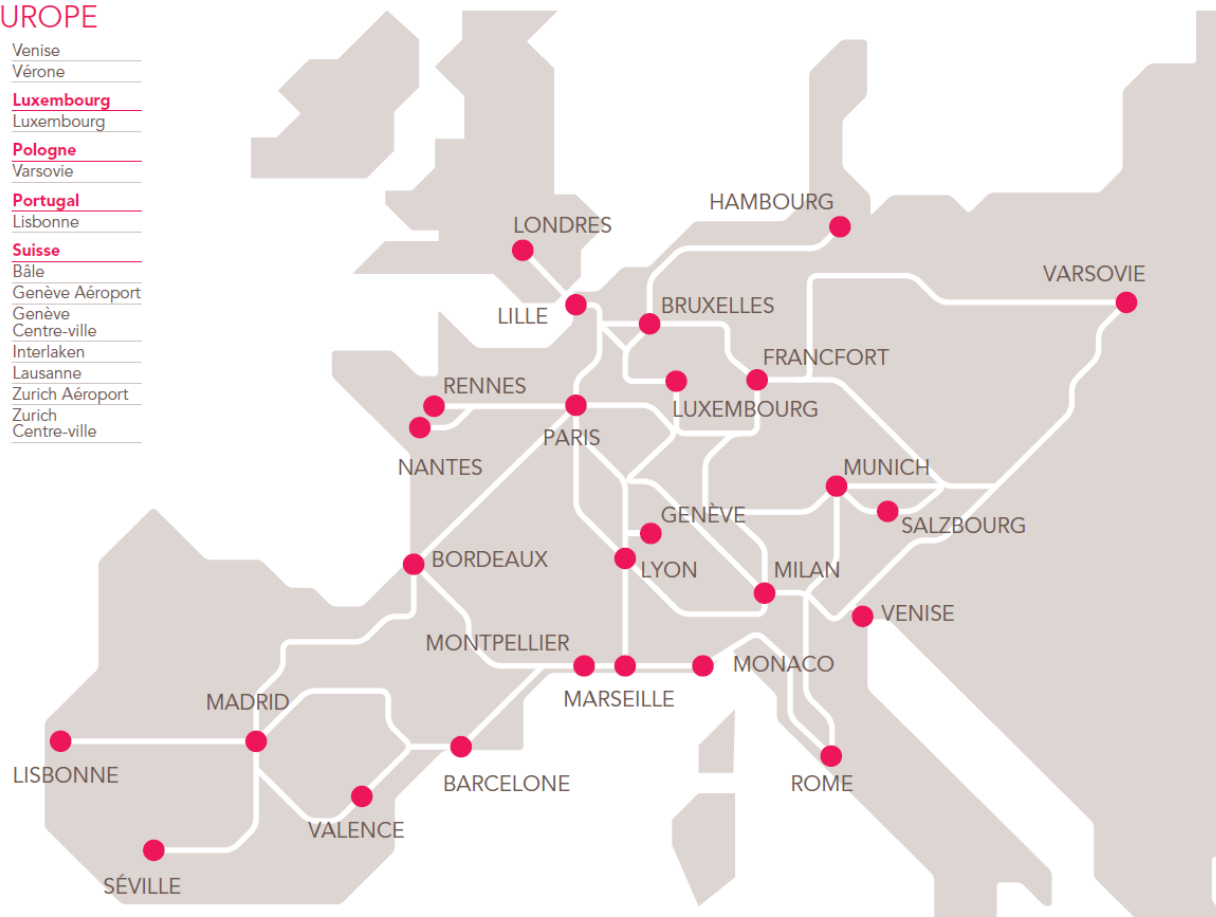 UROPE
Venise
Vérone
Luxembourg
Luxembourg
Pologne
Varsovie
Portugal
Lisbonne
Suisse
Bâle
Genève Aéroport
Genève
Centre-ville
Interlaken
Lausanne
Zurich Aéroport
Zurich
Centre-ville
HAMBOURG
LONDRES
VARSOVIE
BRUXELLES
LILLE
FRANCFORT
RENNES
LUXEMBOURG
PARIS
NANTES
MUNICH
GENÈVE
SALZBOURG
BORDEAUX
LYON
MILAN
VENISE
MONTPELLIER
MONACO
MARSEILLE
MADRID
LISBONNE
BARCELONE
ROME
VALENCE
SÉVILLE